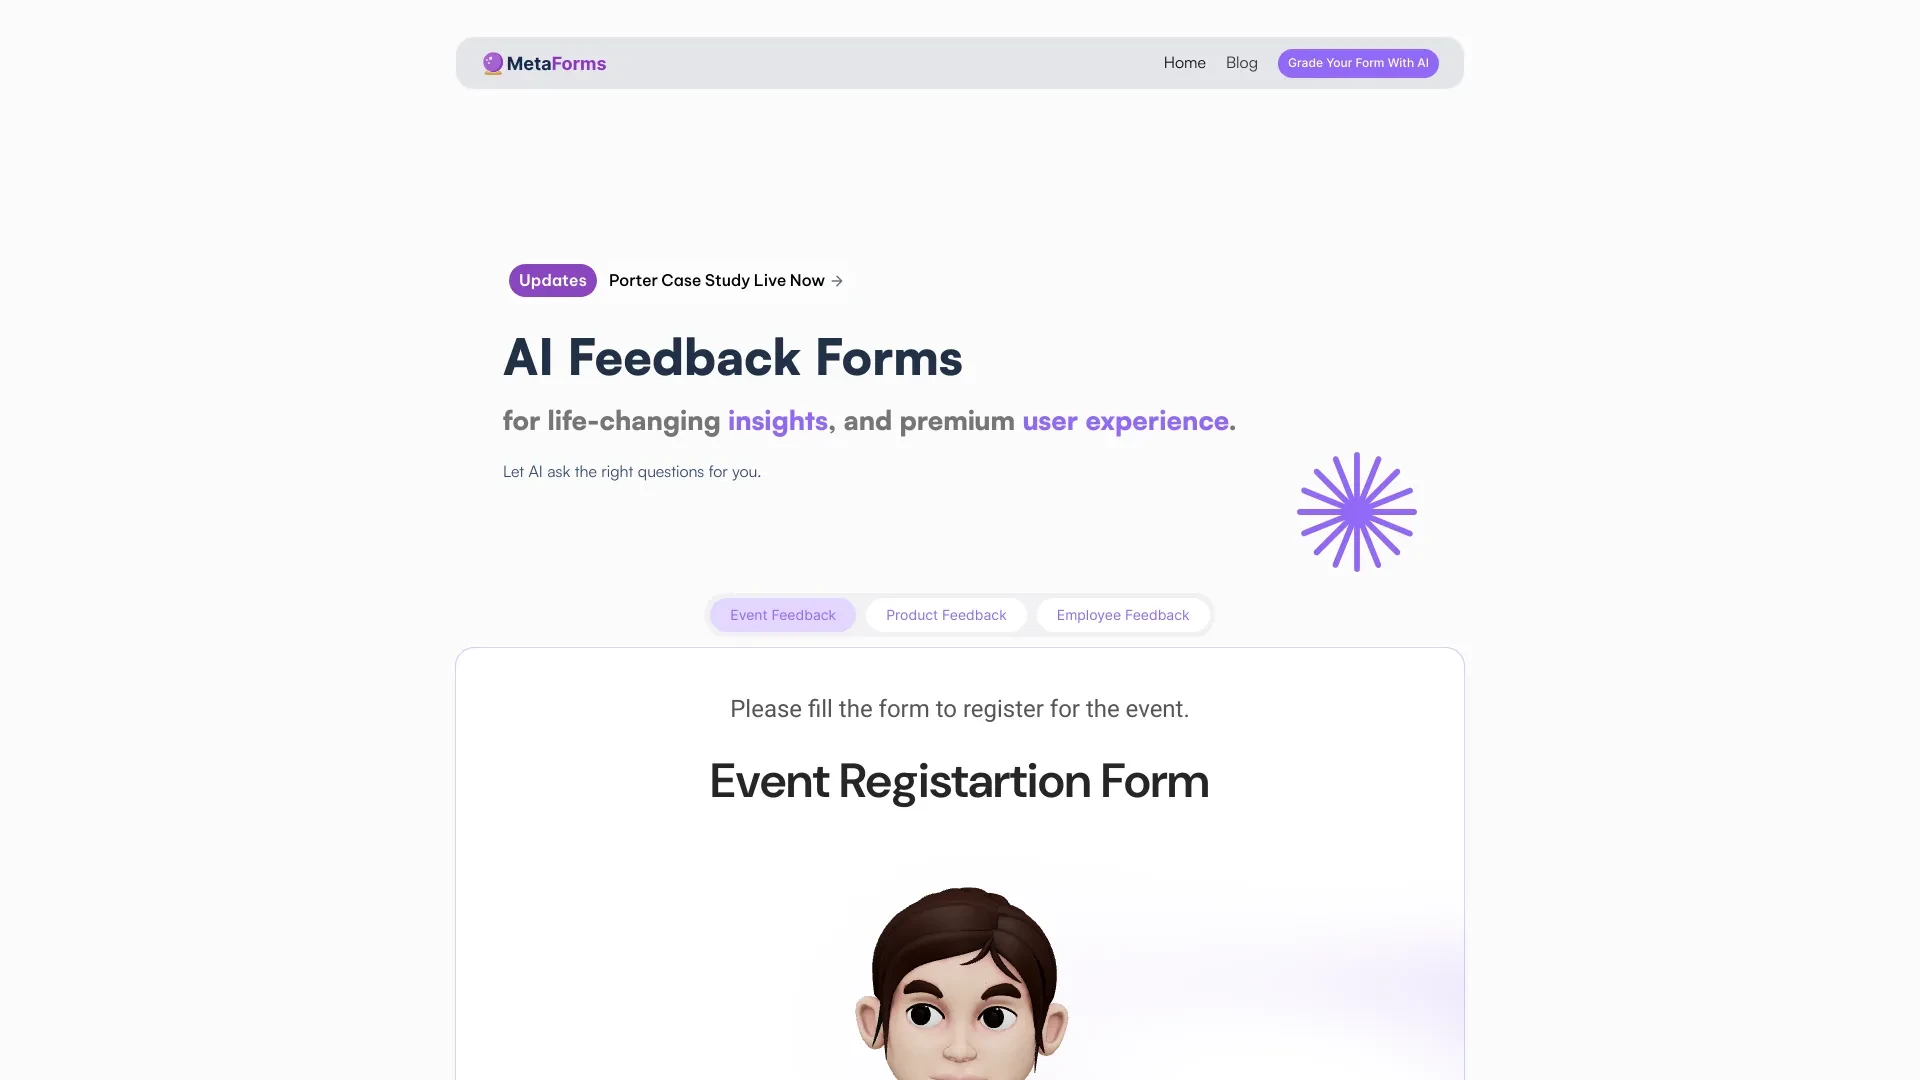 MetaForms
Home
Blog
Grade Your Form With AI
Updates
Porter Case Study Live Now →
AI Feedback Forms
for life-changing insights, and premium user experience.
Let AI ask the right questions for you.
Event Feedback
Product Feedback
Employee Feedback
Please fill the form to register for the event.
Event Registartion Form